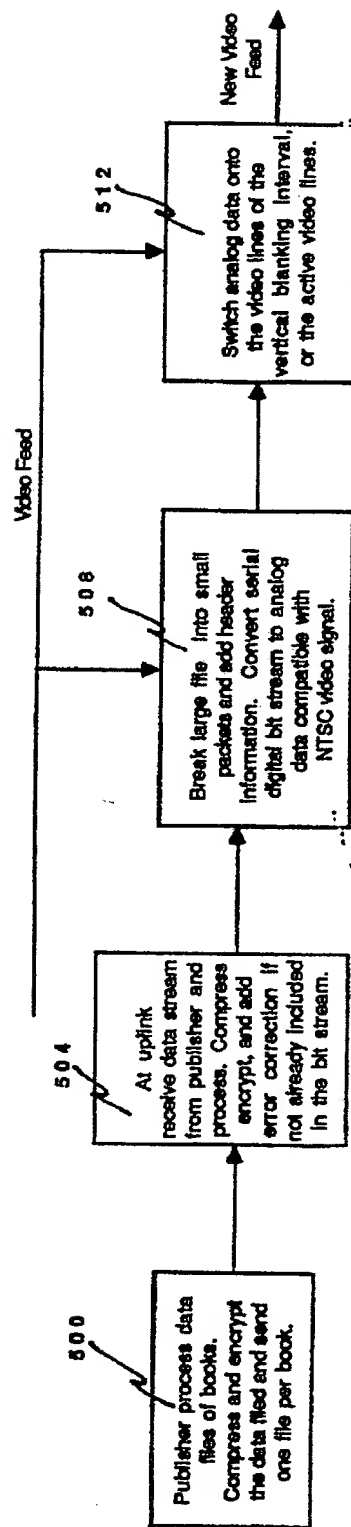 500
Publisher process data
files of books.
Compress and encrypt
the data filed and send
one file per book.
504
At uplink
receive data stream
from publisher and
process. Compress
encrypt, and add
error correction if
not already included
in the bit stream.
Video Feed
508
Break large file into small
packets and add header
information. Convert serial
digital bit stream to analog
data compatible with
NTSC video signal.
512
Switch analog data onto
the video lines of the
vertical blanking interval,
or the active video lines.
New Video
Feed